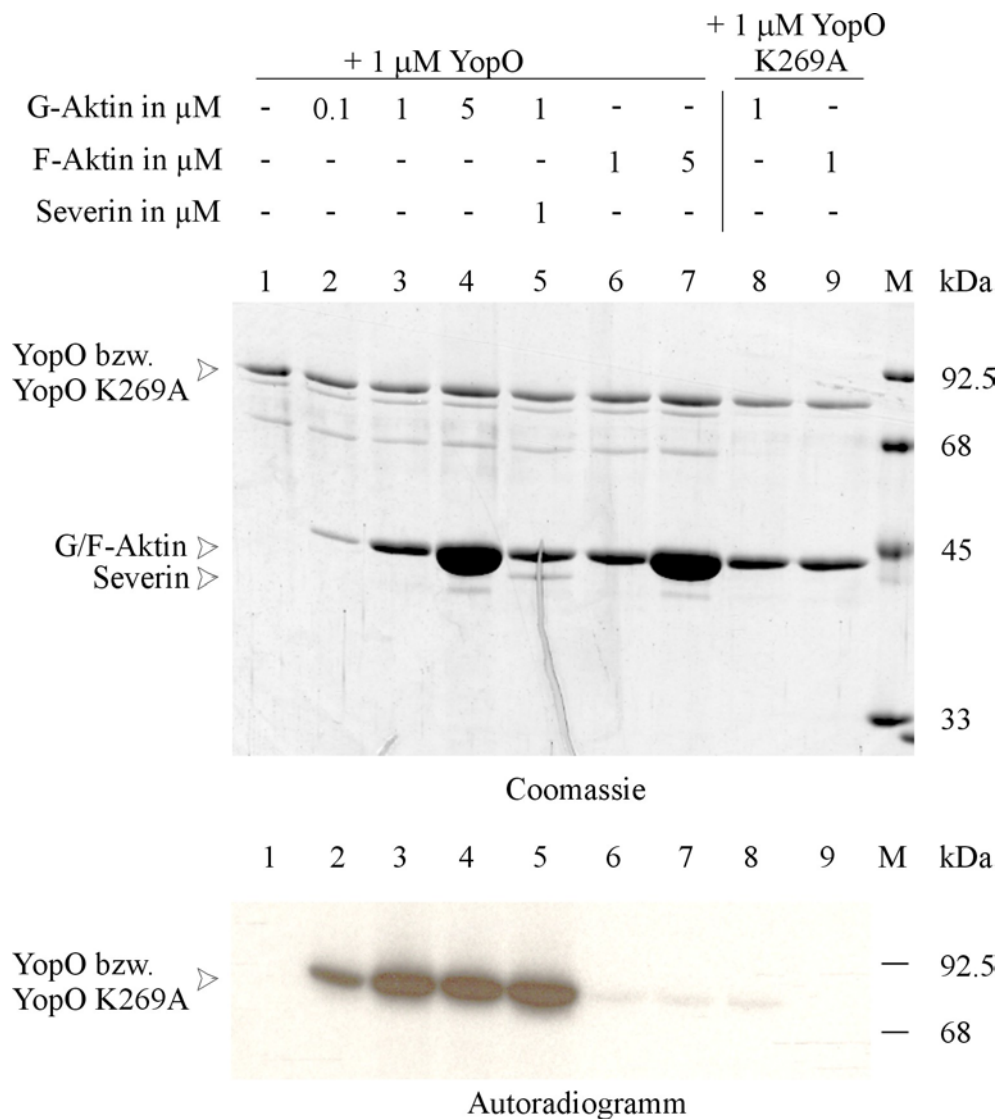 + 1 µM YopO
+ 1 µM YopO
K269A
G-Aktin in µM - 0.1 1 5 1 - - 1 -
F-Aktin in µM - - - - - 1 5 - 1
Severin in µM - - - - 1 - - - -
1 2 3 4 5 6 7 8 9 M kDa
YopO bzw.
YopO K269A
92.5
68
G/F-Aktin
45
Severin
33
Coomassie
1 2 3 4 5 6 7 8 9 M kDa
YopO bzw.
YopO K269A
92.5
68
Autoradiogramm